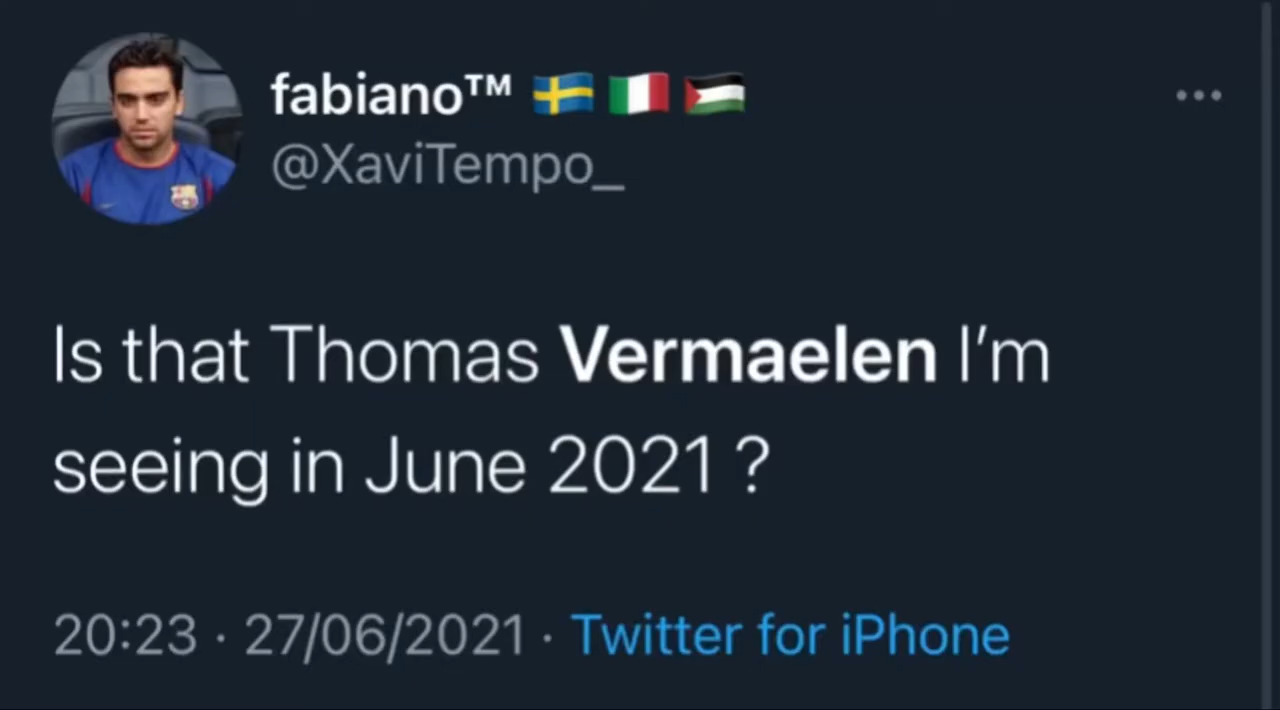 fabiano™ 🇸🇪 🇮🇹 🇵🇸
@XaviTempo_
Is that Thomas Vermaelen I’m
seeing in June 2021 ?
20:23 · 27/06/2021 · Twitter for iPhone